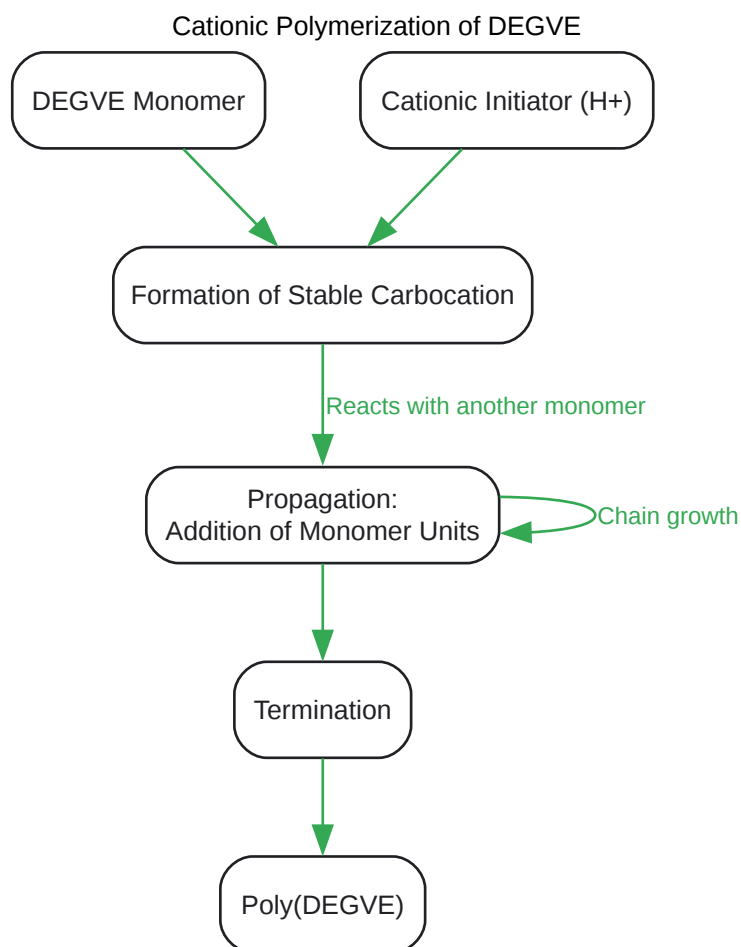 Cationic Polymerization of DEGVE
DEGVE Monomer
Cationic Initiator (H+)
Formation of Stable Carbocation
Reacts with another monomer
Propagation:
Addition of Monomer Units
Chain growth
Termination
Poly(DEGVE)